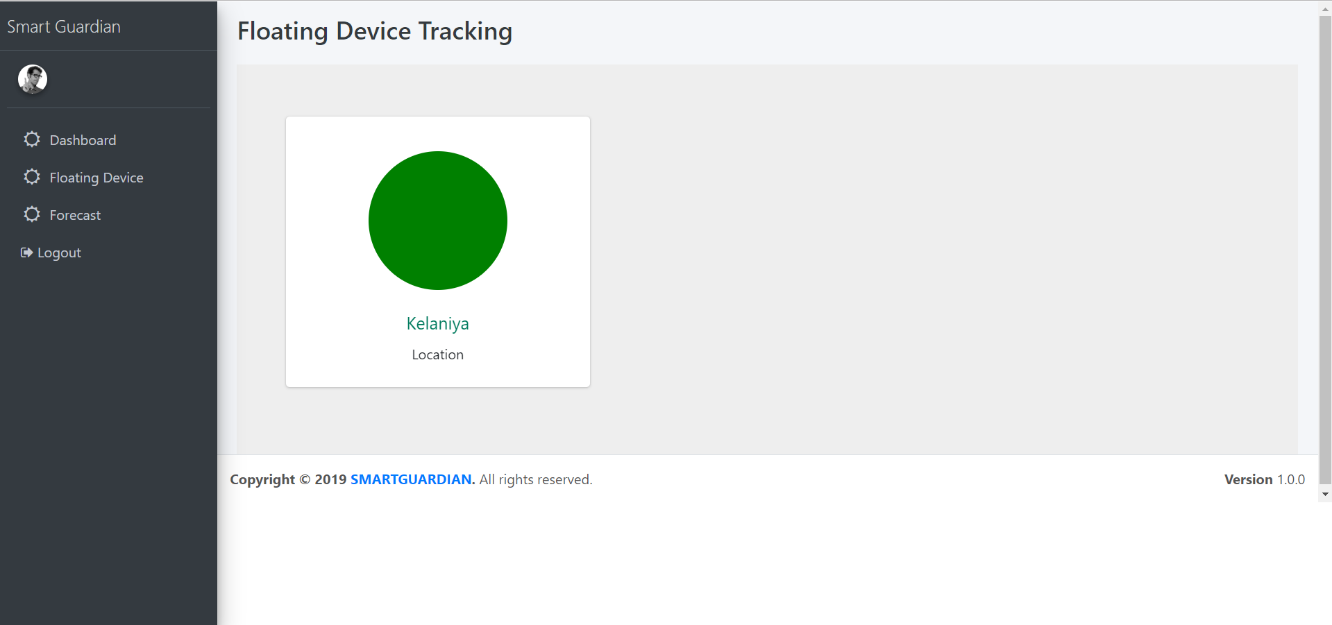 Smart Guardian
Floating Device Tracking
Dashboard
Floating Device
Forecast
Logout
Kelaniya
Location
Copyright © 2019 SMARTGUARDIAN. All rights reserved.
Version 1.0.0